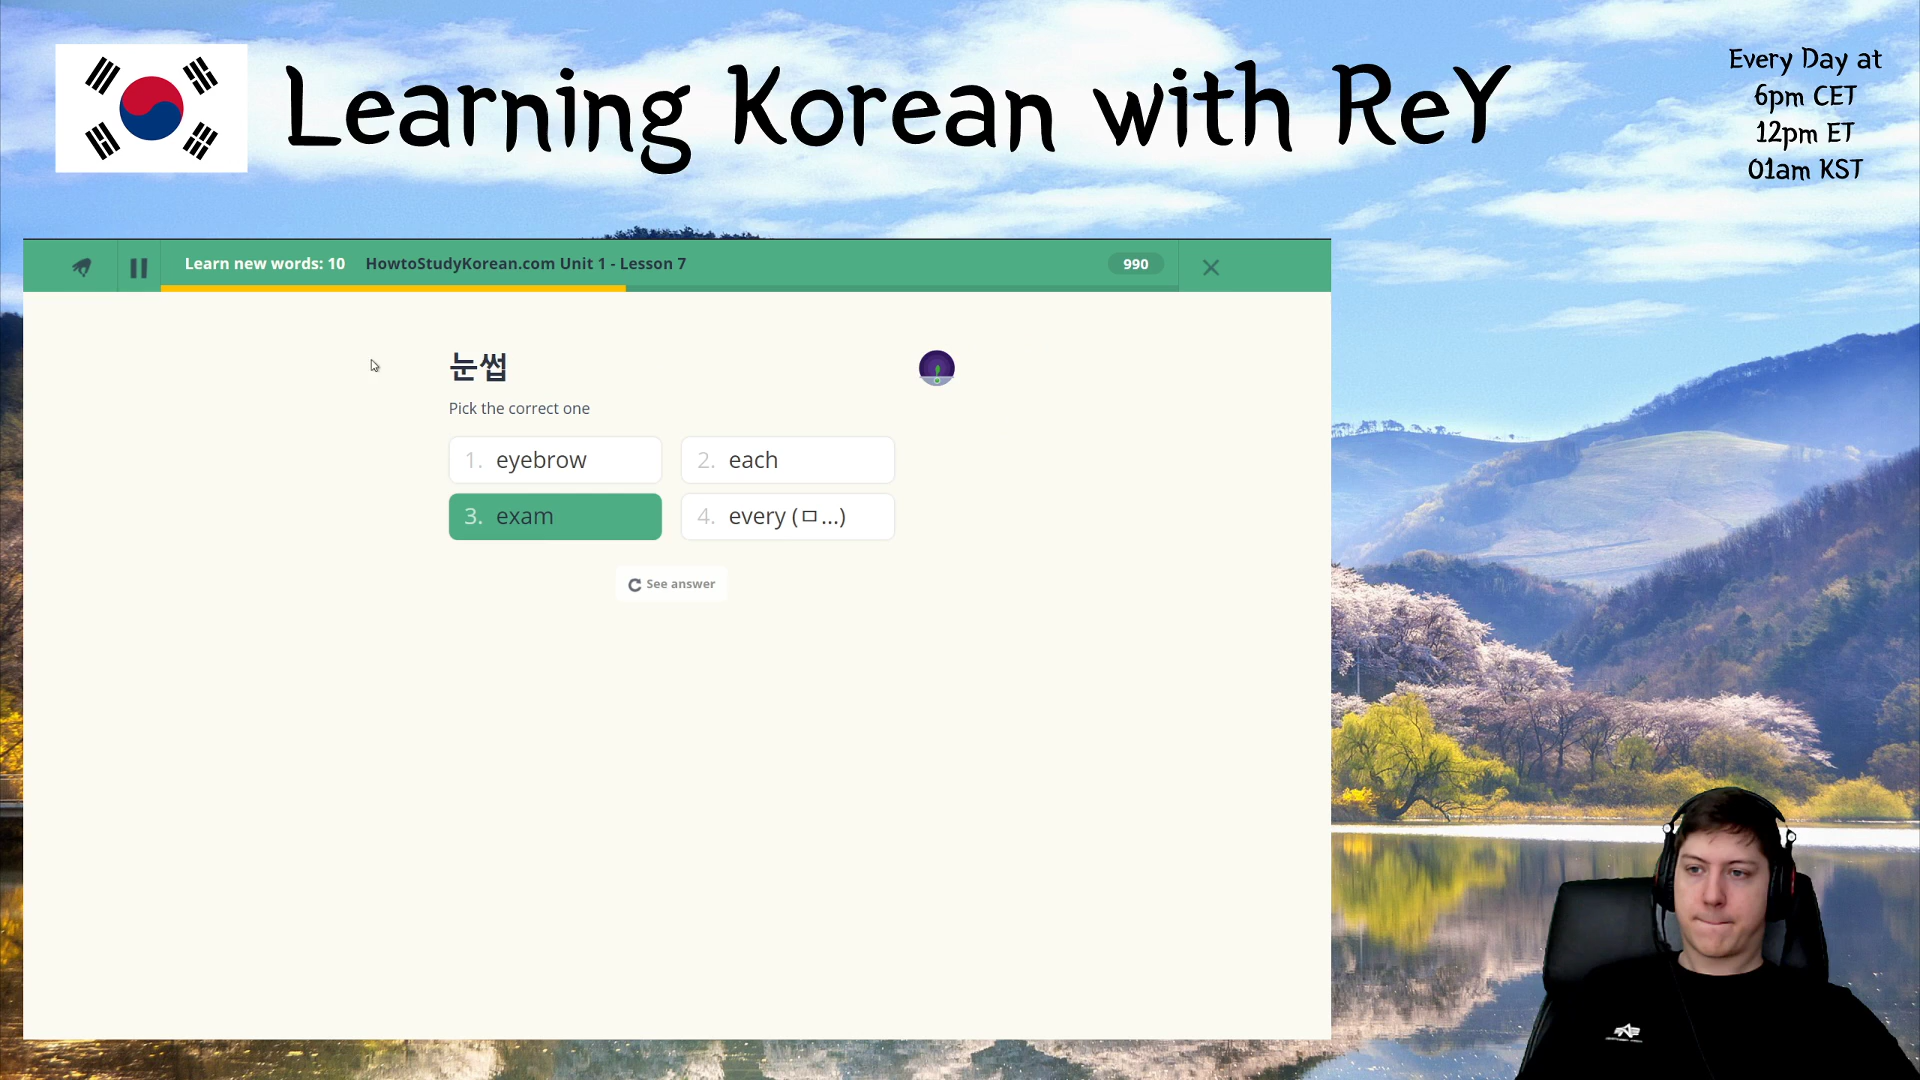 Learning Korean with ReY
Every Day at
6pm CET
12pm ET
01am KST
Learn new words: 10 HowtoStudyKorean.com Unit 1 - Lesson 7
990
눈썹
Pick the correct one
1. eyebrow
2. each
3. exam
4. every (ㅁ...)
See answer